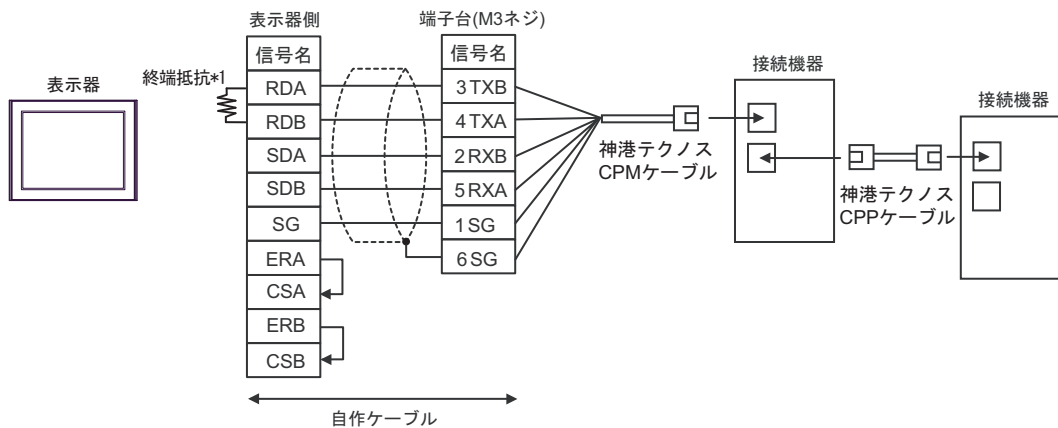 表示器
終端抵抗*1
表示器側
信号名
RDA
RDB
SDA
SDB
SG
ERA
CSA
ERB
CSB
端子台(M3ネジ)
信号名
3 TXB
4 TXA
2 RXB
5 RXA
1 SG
6 SG
自作ケーブル
神港テクノス
CPMケーブル
接続機器
神港テクノス
CPPケーブル
接続機器